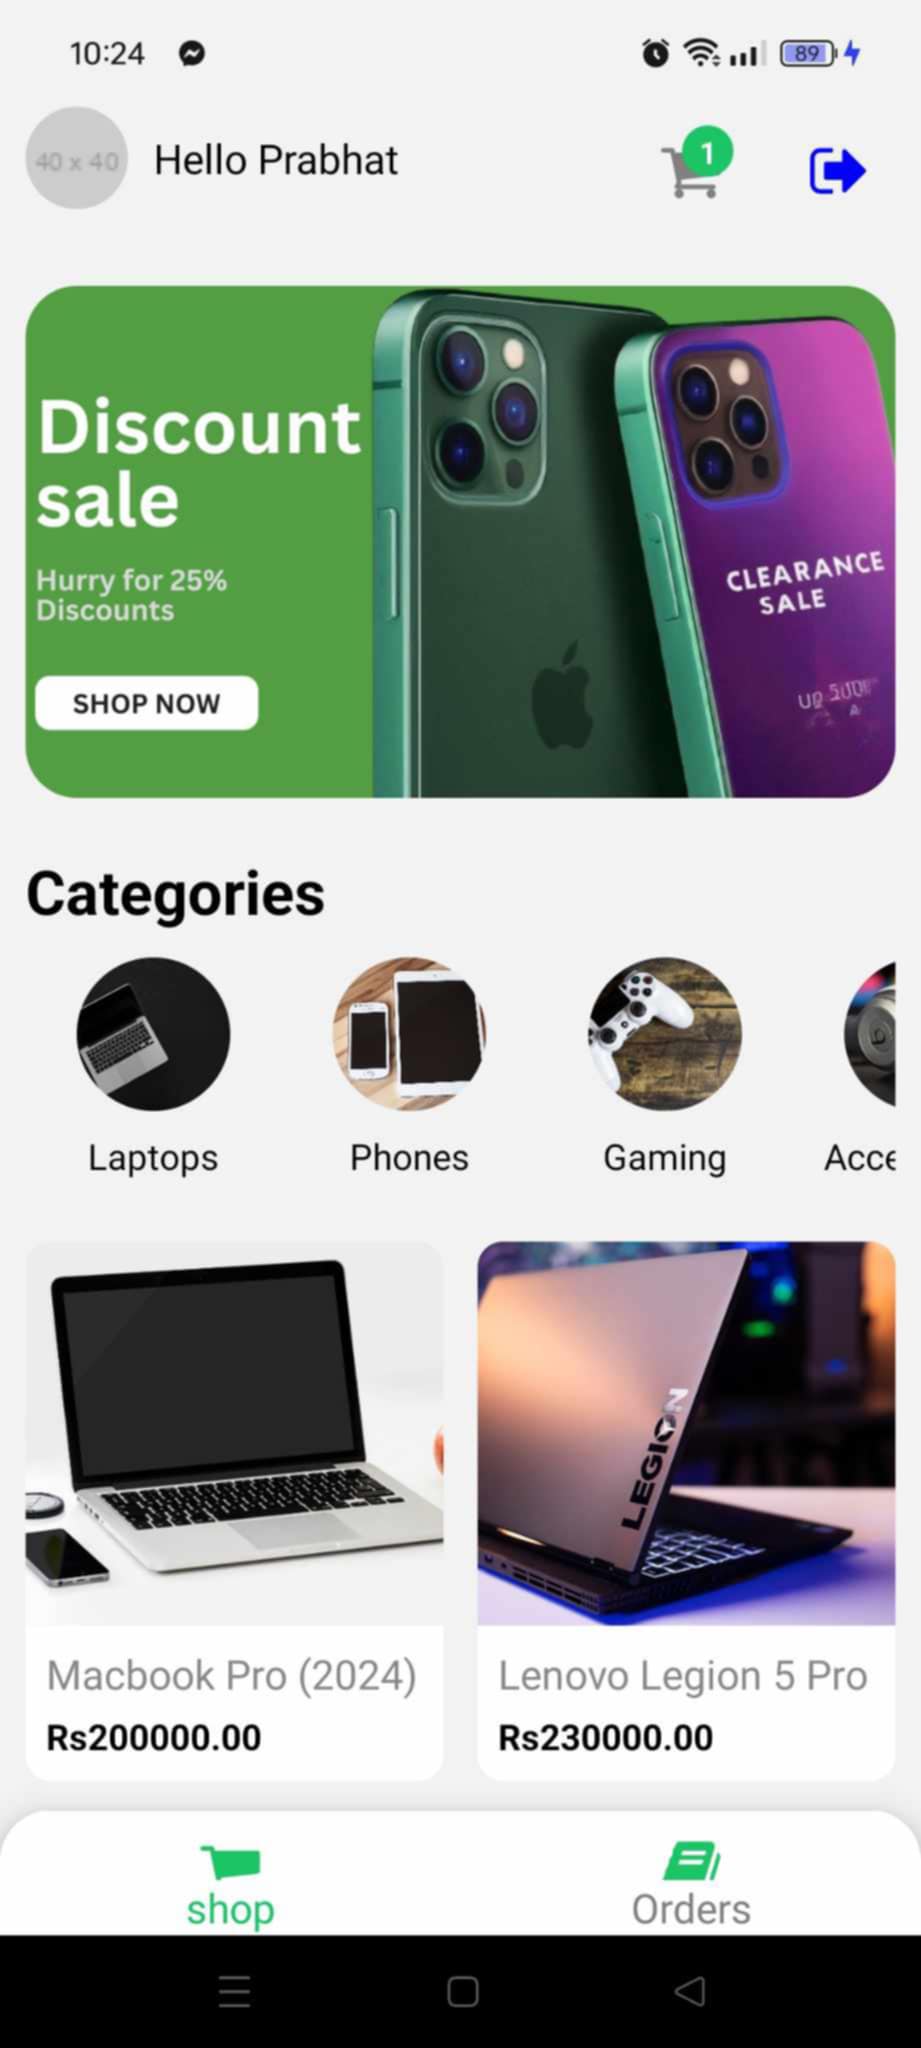 10:24
89
40 x 40
Hello Prabhat
1
Discount
sale
Hurry for 25%
Discounts
SHOP NOW
CLEARANCE
SALE
Categories
Laptops
Phones
Gaming
Acce
LEGION
Macbook Pro (2024)
Rs200000.00
Lenovo Legion 5 Pro
Rs230000.00
shop
Orders